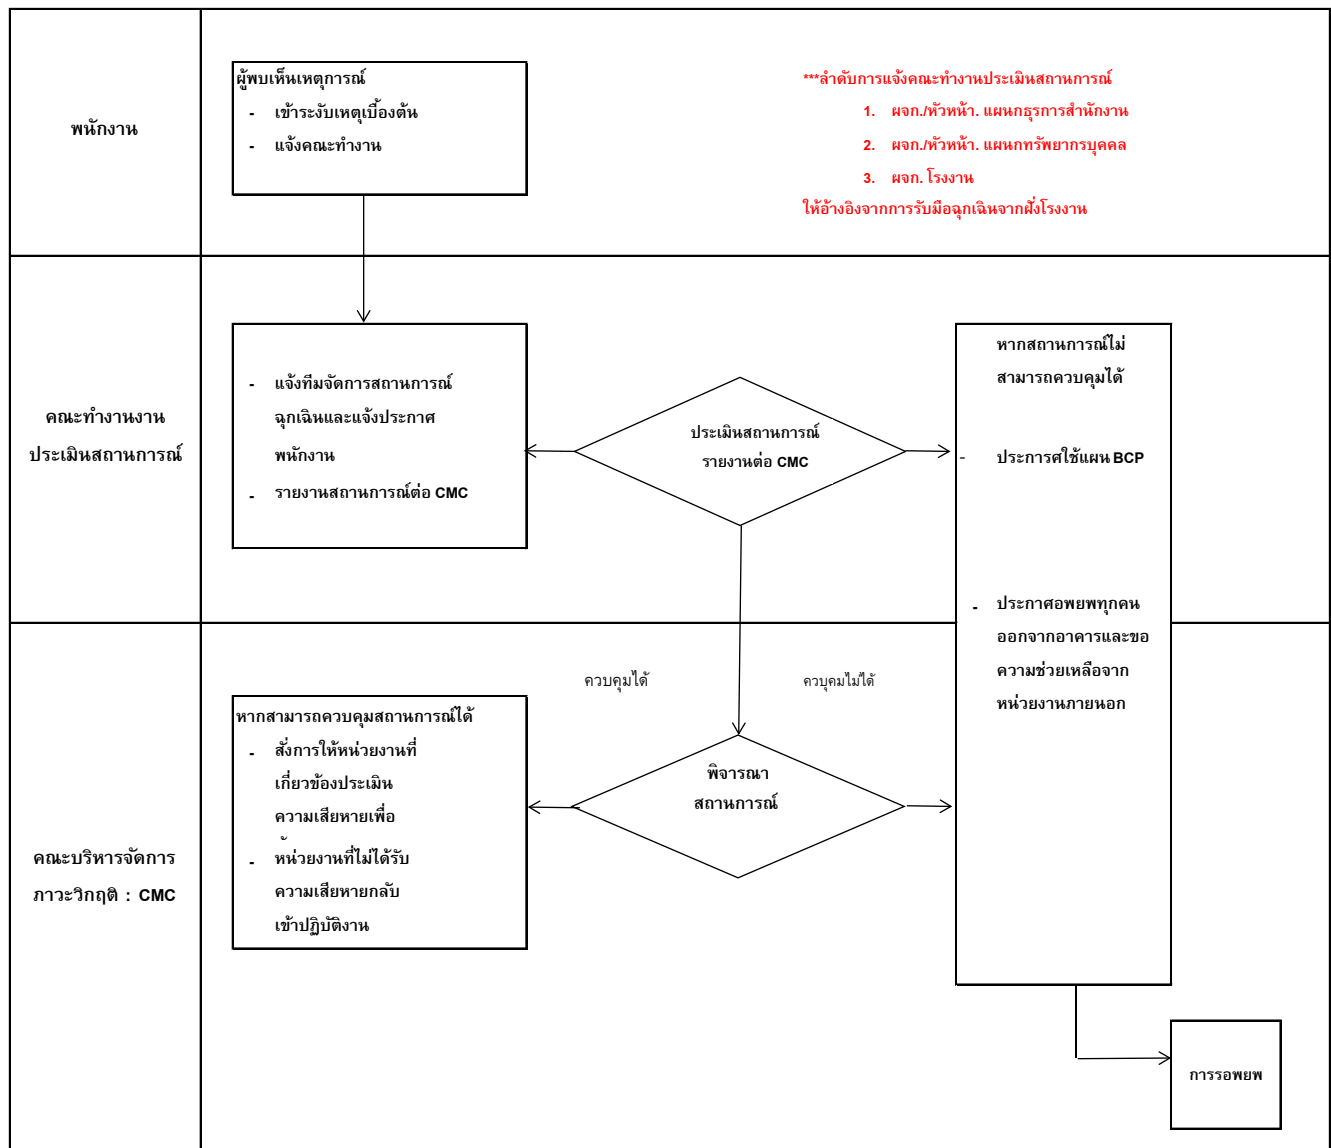 พนักงาน
ผู้พบเห็นเหตุการณ์
- เข้าระงับเหตุเบื้องต้น
- แจ้งคณะทำงาน
***ลำดับการแจ้งคณะทำงานประเมินสถานการณ์
1. ผจก./หัวหน้า. แผนกธุรการสำนักงาน
2. ผจก./หัวหน้า. แผนกทรัพยากรบุคคล
3. ผจก. โรงงาน
ให้อ้างอิงจากการรับมือฉุกเฉินจากฝั่งโรงงาน
คณะทำงานงาน
ประเมินสถานการณ์
- แจ้งทีมจัดการสถานการณ์
ฉุกเฉินและแจ้งประกาศ
พนักงาน
- รายงานสถานการณ์ต่อ CMC
ประเมินสถานการณ์
รายงานต่อ CMC
หากสถานการณ์ไม่
สามารถควบคุมได้
- ประการศใช้แผน BCP
- ประกาศอพยพทุกคน
ออกจากอาคารและขอ
ความช่วยเหลือจาก
หน่วยงานภายนอก
คณะบริหารจัดการ
ภาวะวิกฤติ : CMC
ควบคุมได้
ควบุคมไม่ได้
หากสามารถควบคุมสถานการณ์ได้
- สั่งการให้หน่วยงานที่
เกี่ยวข้องประเมิน
ความเสียหายเพื่อ
- หน่วยงานที่ไม่ได้รับ
ความเสียหายกลับ
เข้าปฏิบัติงาน
พิจารณา
สถานการณ์
การรอพยพ